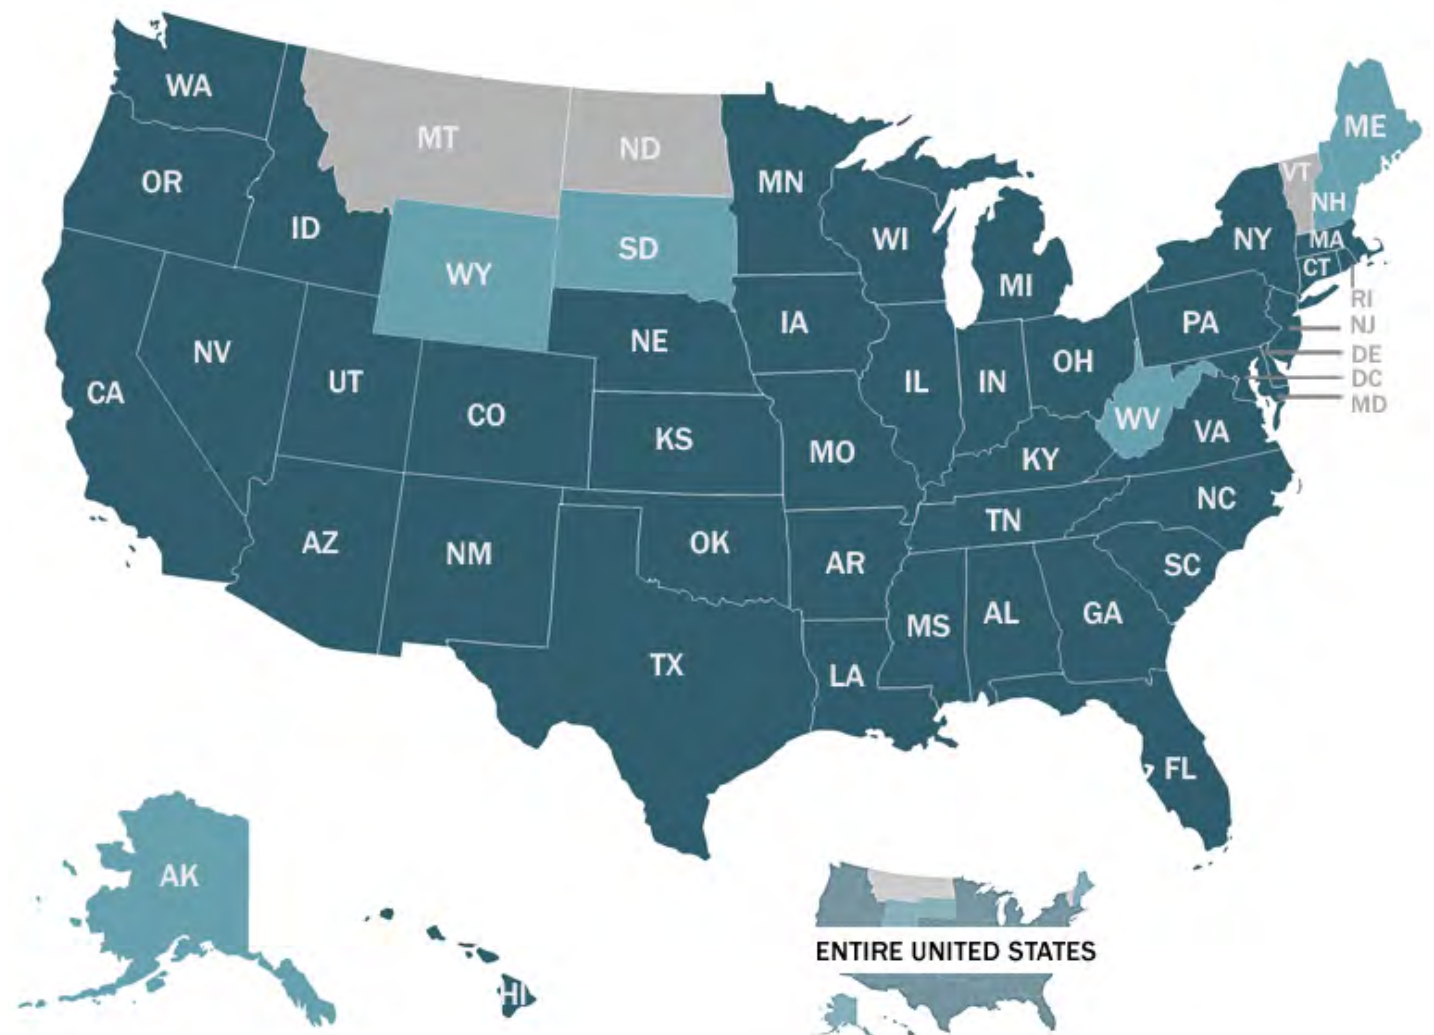 WA
MT
ND
ME
OR
MN
VT
ID
NH
WI
NY
MA
SD
WY
CT
MI
RI
IA
PA
NJ
NE
NV
OH
DE
UT
IL
IN
DC
CA
CO
MD
WV
VA
KS
MO
KY
NC
TN
AZ
NM
OK
AR
SC
MS
AL
GA
TX
LA
FL
AK
HI
ENTIRE UNITED STATES